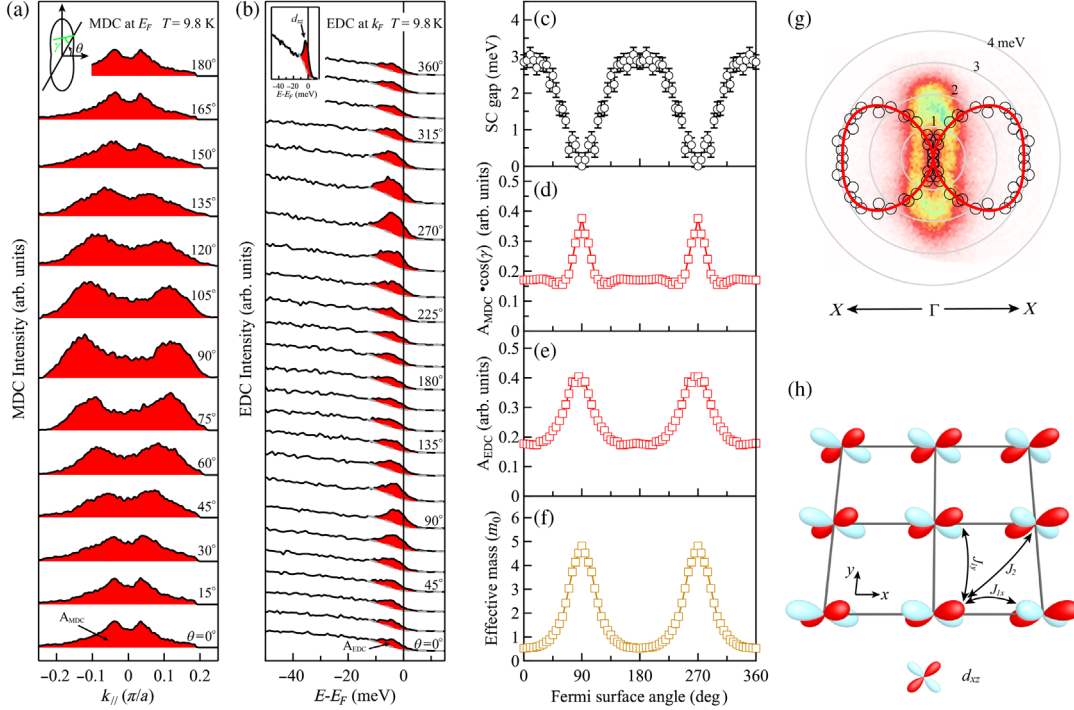 (a)
MDC at E_F T = 9.8 K
θ
γ
180°
165°
150°
135°
120°
105°
90°
75°
60°
45°
30°
15°
A_MDC
θ=0°
MDC Intensity (arb. units)
-0.2 -0.1 0 0.1 0.2
k_// (π/a)
(b)
EDC at k_F T = 9.8 K
d_xz
-40 -20 0
E-E_F (meV)
360°
315°
270°
225°
180°
135°
90°
45°
A_EDC
θ=0°
EDC Intensity (arb. units)
-40 -20 0
E-E_F (meV)
(c)
SC gap (meV)
5
4
3
2
1
0
(d)
A_MDC•cos(γ) (arb. units)
0.5
0.4
0.3
0.2
0.1
0
(e)
A_EDC (arb. units)
0.5
0.4
0.3
0.2
0.1
0
(f)
Effective mass (m_0)
6
5
4
3
2
1
0
0 90 180 270 360
Fermi surface angle (deg)
(g)
4 meV
3
2
1
X Γ X
(h)
J_1y
J_2
J_1x
y
x
d_xz